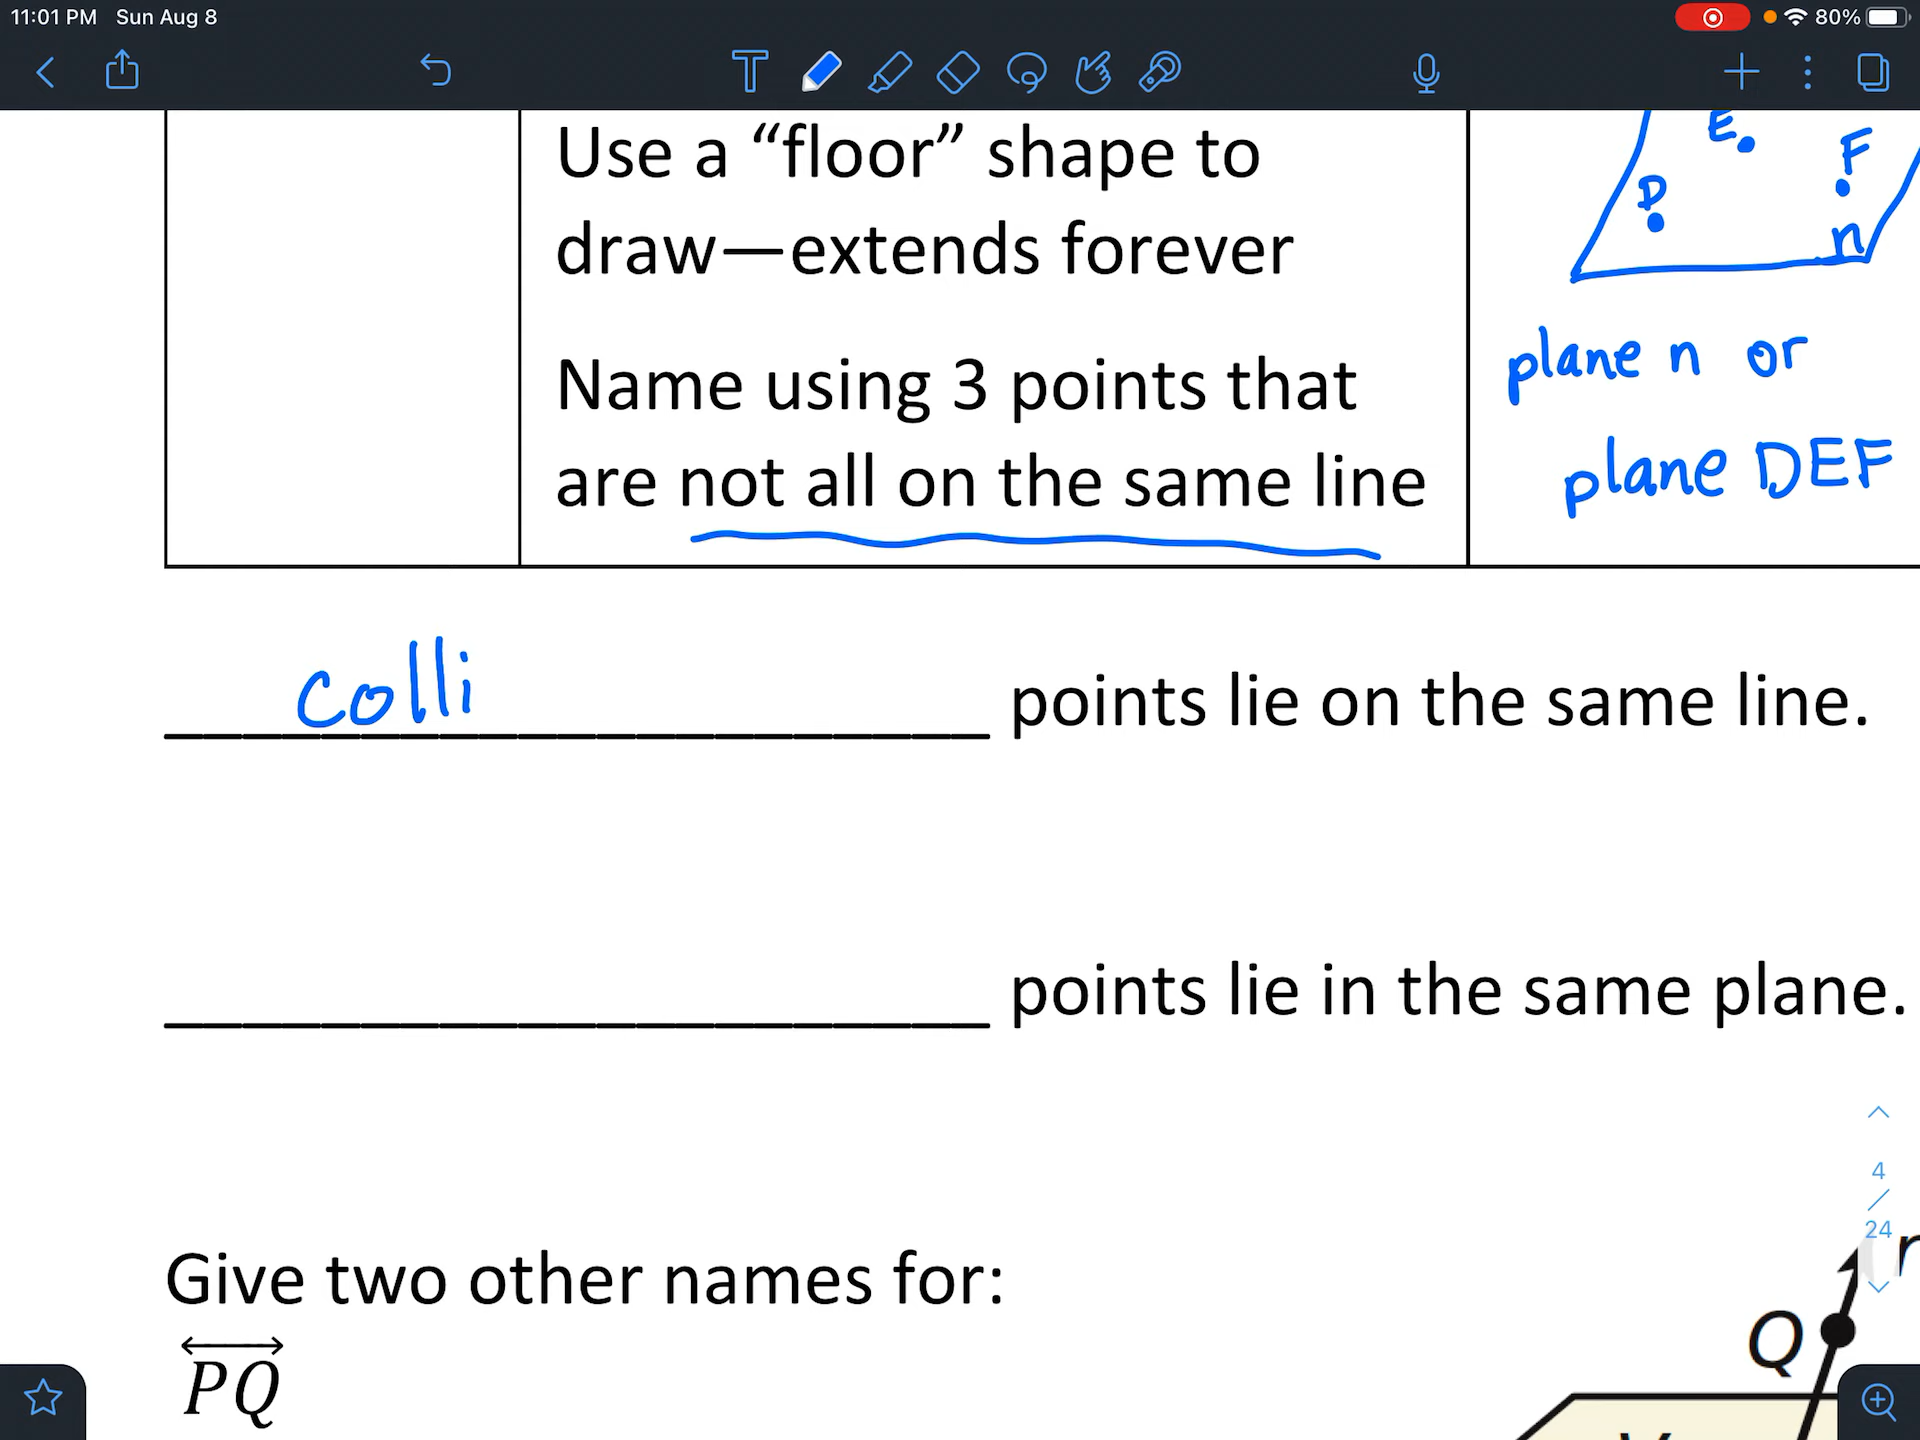 11:01 PM Sun Aug 8
80%
Use a “floor” shape to
draw—extends forever
Name using 3 points that
are not all on the same line
E
F
D
n
plane n or
plane DEF
colli____________________ points lie on the same line.
_____________________ points lie in the same plane.
4
/
24
Give two other names for:
PQ
Q